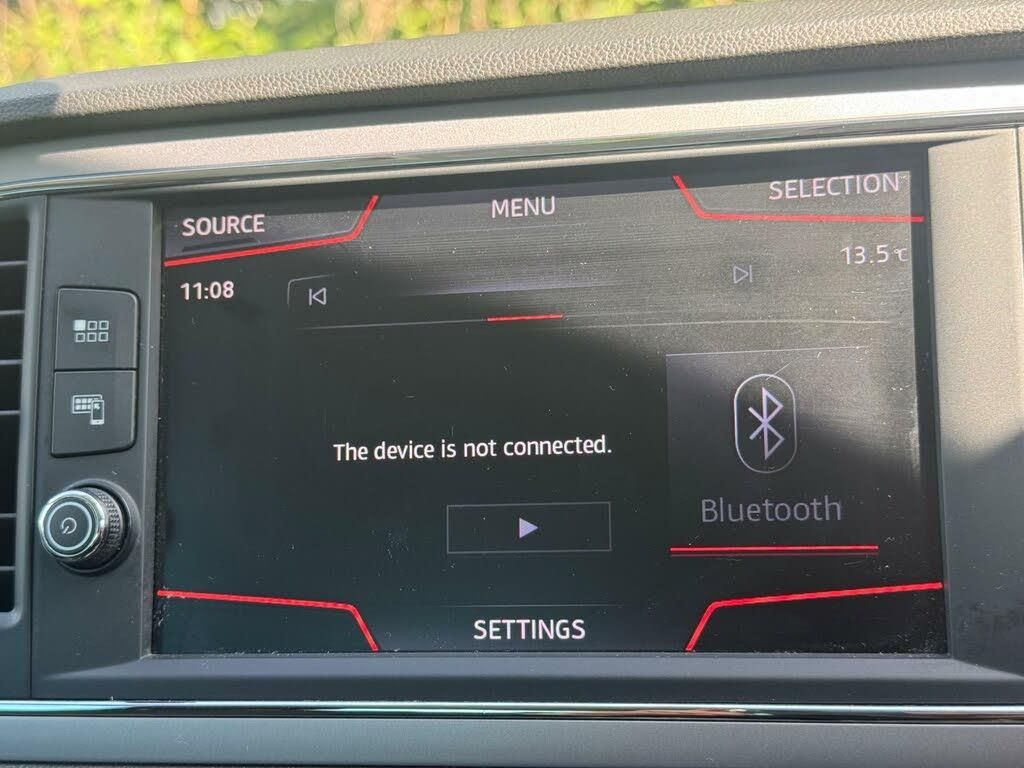 SOURCE
MENU
SELECTION
11:08
13.5 °C
The device is not connected.
Bluetooth
SETTINGS